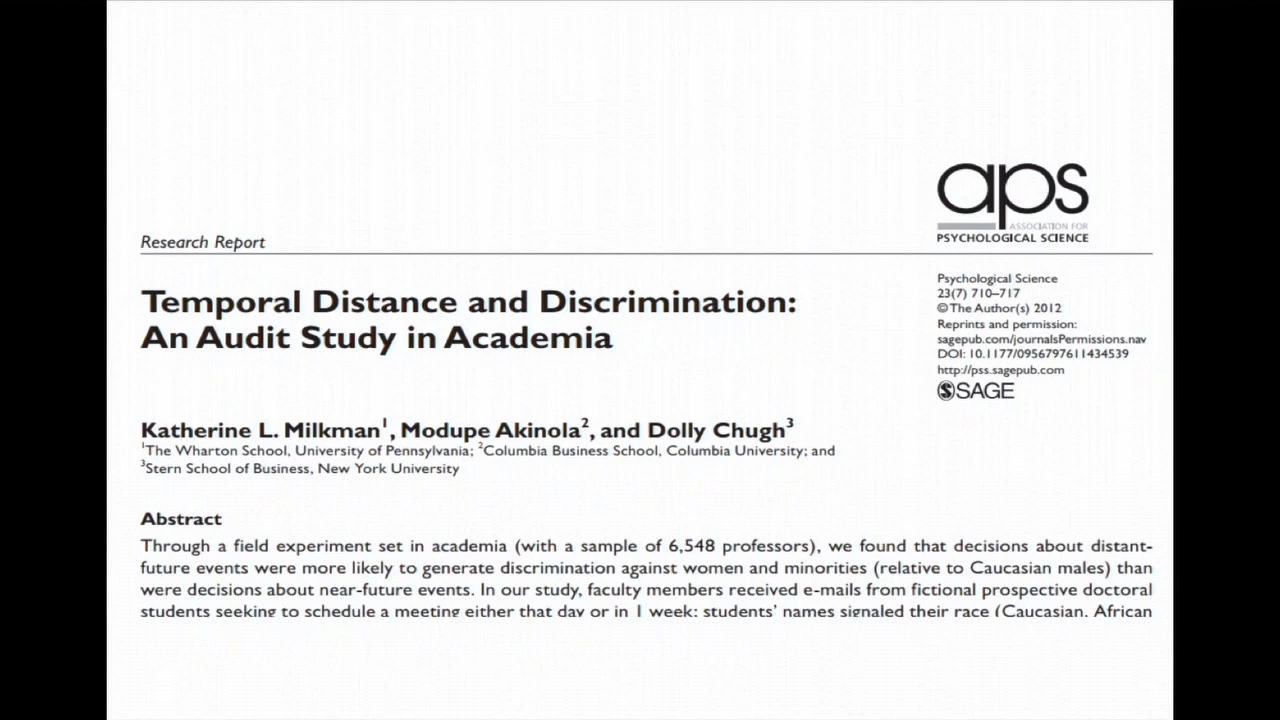 aps
ASSOCIATION FOR
PSYCHOLOGICAL SCIENCE
Research Report
Temporal Distance and Discrimination:
An Audit Study in Academia
Psychological Science
23(7) 710–717
© The Author(s) 2012
Reprints and permission:
sagepub.com/journalsPermissions.nav
DOI: 10.1177/0956797611434539
http://pss.sagepub.com
SAGE
Katherine L. Milkman1, Modupe Akinola2, and Dolly Chugh3
1The Wharton School, University of Pennsylvania; 2Columbia Business School, Columbia University; and
3Stern School of Business, New York University
Abstract
Through a field experiment set in academia (with a sample of 6,548 professors), we found that decisions about distant-
future events were more likely to generate discrimination against women and minorities (relative to Caucasian males) than
were decisions about near-future events. In our study, faculty members received e-mails from fictional prospective doctoral
students seeking to schedule a meeting either that day or in 1 week; students' names signaled their race (Caucasian, African